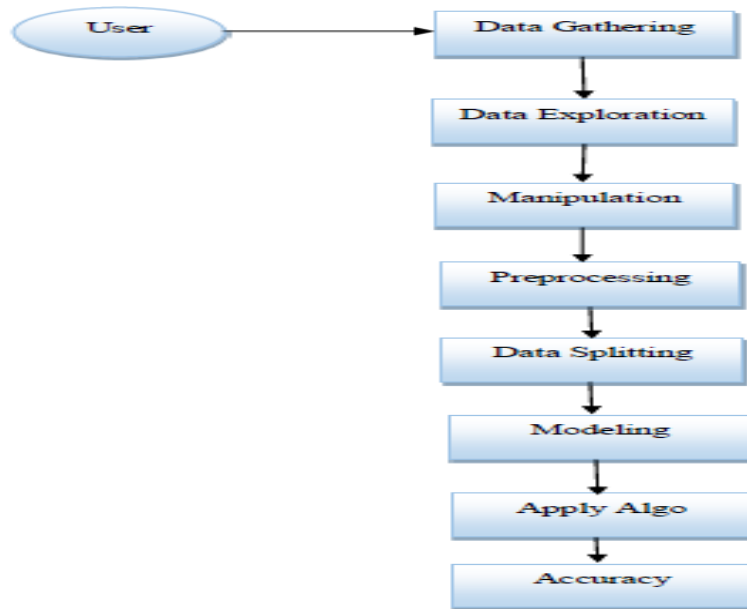 User
Data Gathering
Data Exploration
Manipulation
Preprocessing
Data Splitting
Modeling
Apply Algo
Accuracy